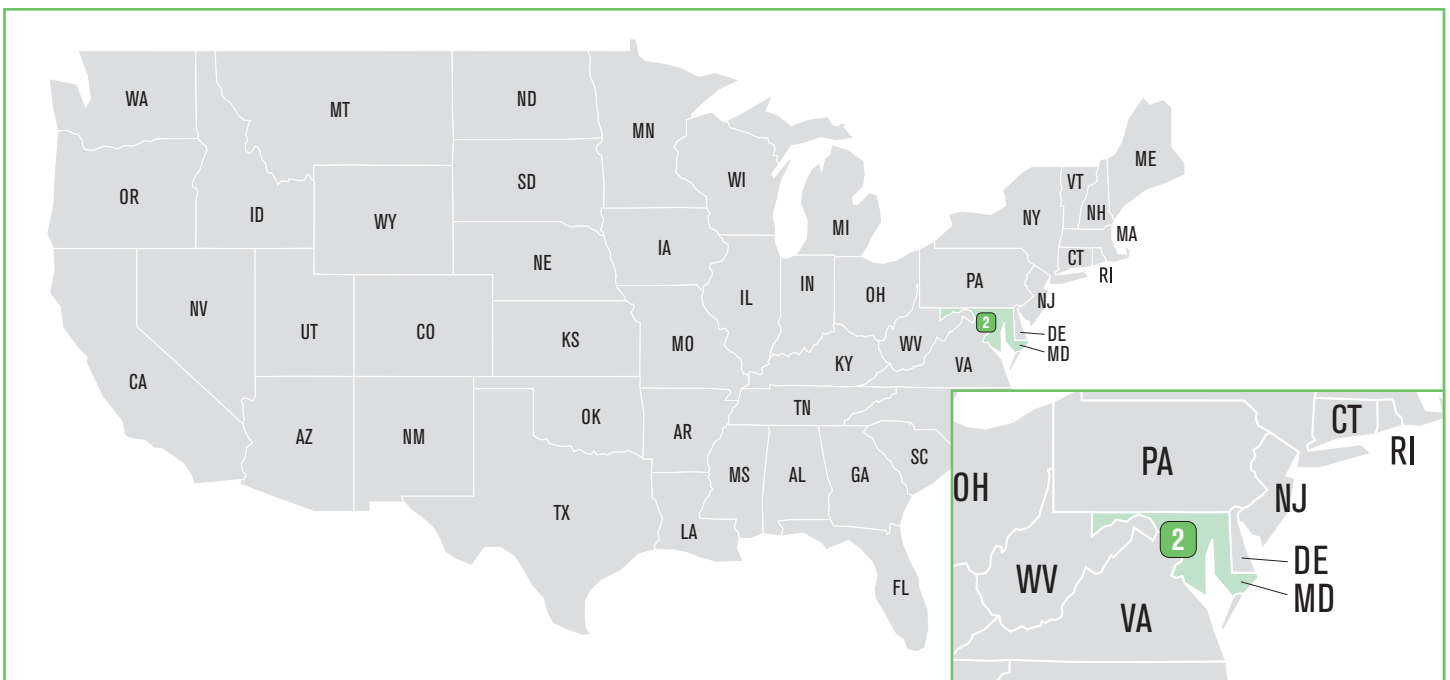 WA
MT
ND
MN
ME
OR
ID
WY
SD
WI
MI
VT
NH
NY
MA
CT
RI
NE
IA
NV
UT
CO
KS
IL
IN
OH
PA
NJ
2
DE
MD
MO
WV
VA
KY
CA
AZ
NM
OK
AR
TN
SC
MS
AL
GA
TX
LA
FL
CT
RI
PA
OH
NJ
2
DE
MD
WV
VA